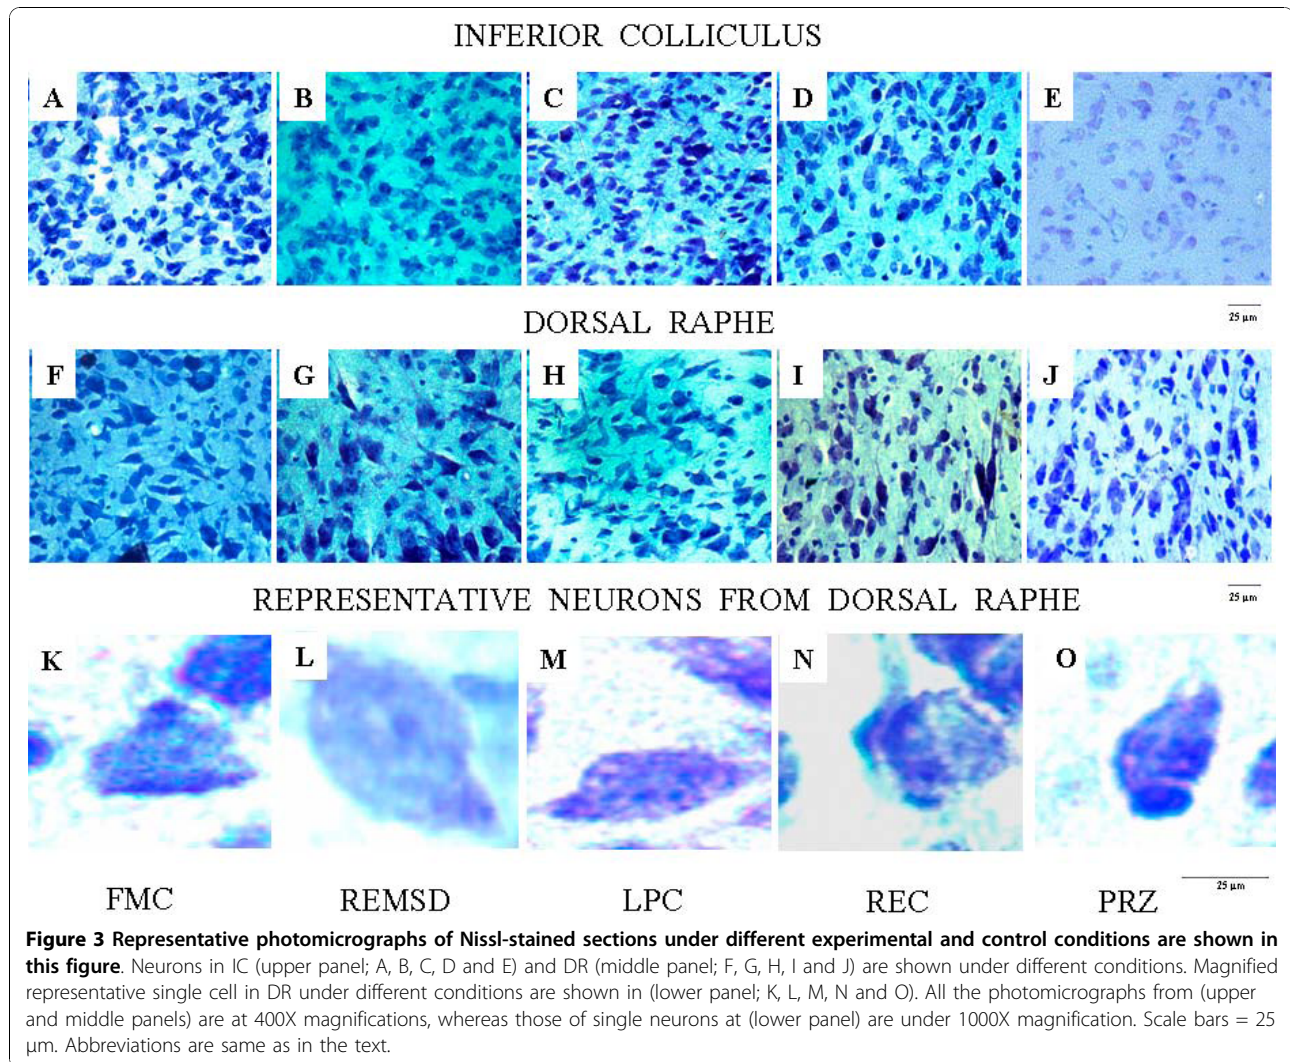 INFERIOR COLLICULUS
A B C D E
25 µm
DORSAL RAPHE
F G H I J
25 µm
REPRESENTATIVE NEURONS FROM DORSAL RAPHE
K L M N O
25 µm
FMC REMSD LPC REC PRZ
Figure 3 Representative photomicrographs of Nissl-stained sections under different experimental and control conditions are shown in
this figure. Neurons in IC (upper panel; A, B, C, D and E) and DR (middle panel; F, G, H, I and J) are shown under different conditions. Magnified
representative single cell in DR under different conditions are shown in (lower panel; K, L, M, N and O). All the photomicrographs from (upper
and middle panels) are at 400X magnifications, whereas those of single neurons at (lower panel) are under 1000X magnification. Scale bars = 25
µm. Abbreviations are same as in the text.